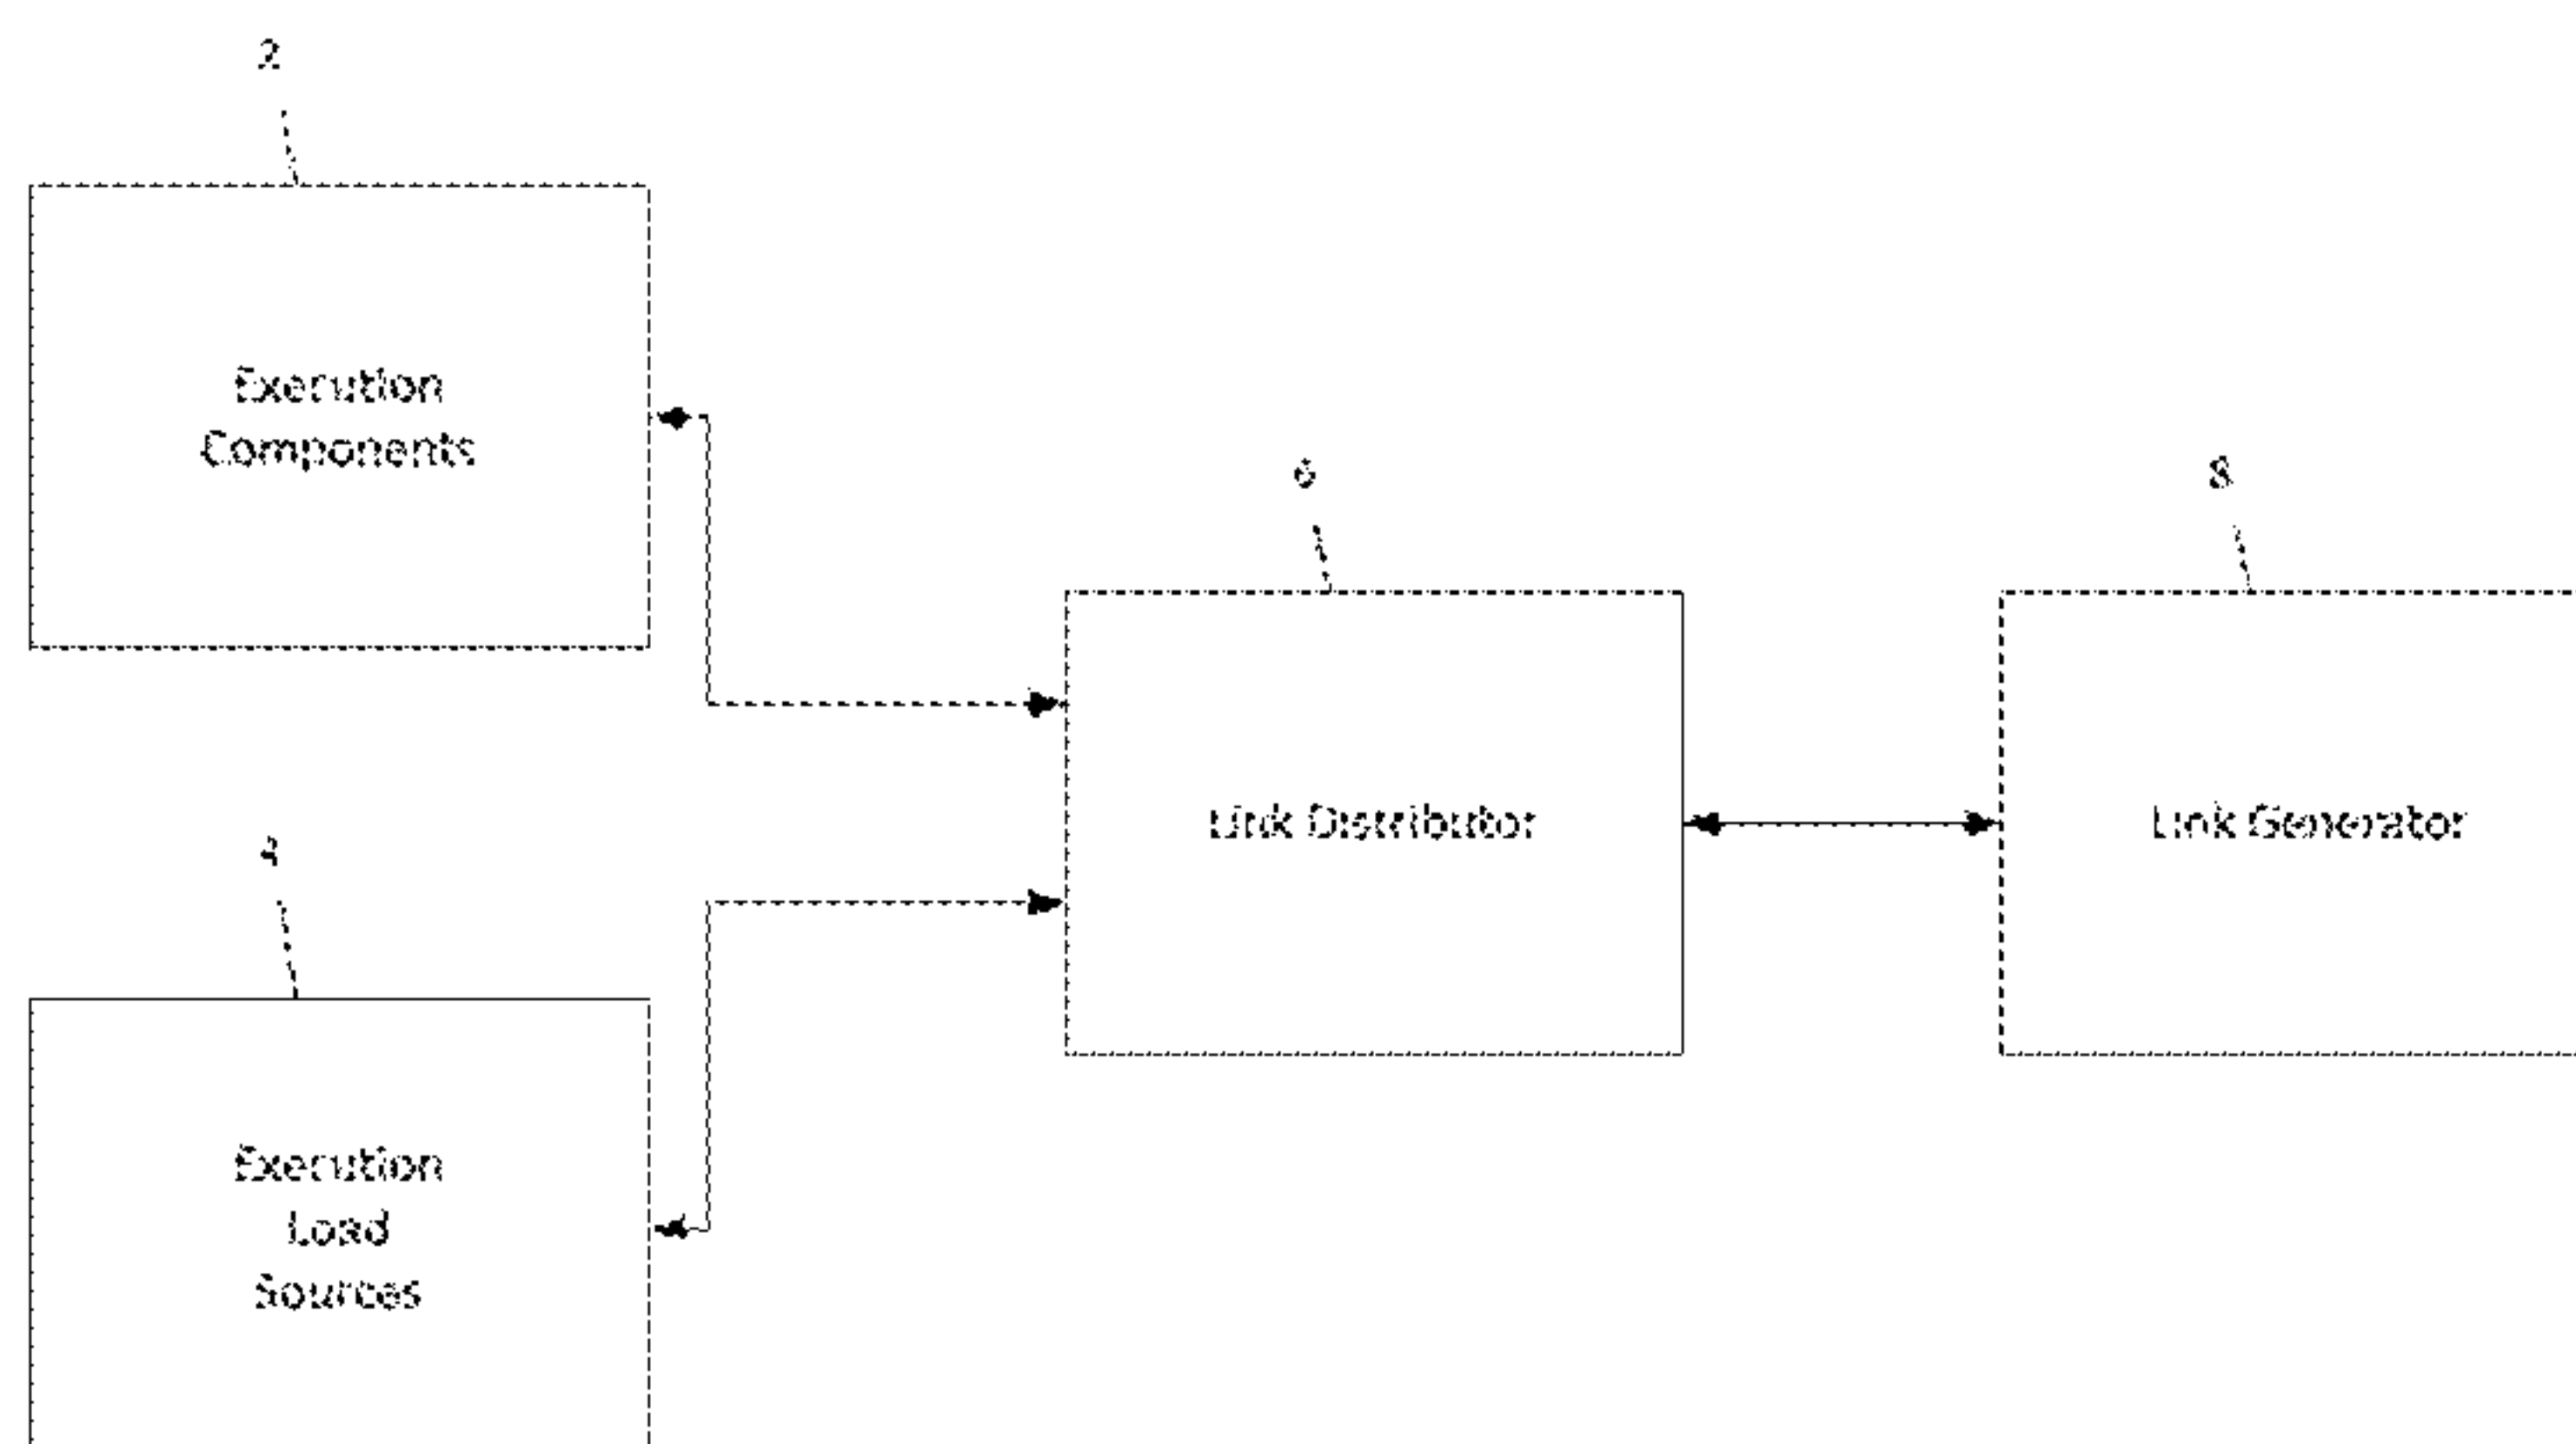 2
Execution
Components
6
8
Link Distributor
Link Generator
4
Execution
Load
Sources